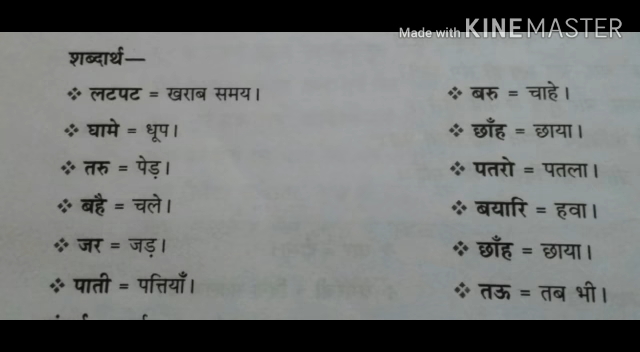 Made with KINEMASTER
शब्दार्थ—
❖ लटपट = खराब समय।
❖ घामे = धूप।
❖ तरु = पेड़।
❖ बहै = चले।
❖ जर = जड़।
❖ पाती = पत्तियाँ।
❖ बरु = चाहे।
❖ छाँह = छाया।
❖ पतरो = पतला।
❖ बयारि = हवा।
❖ छाँह = छाया।
❖ तऊ = तब भी।